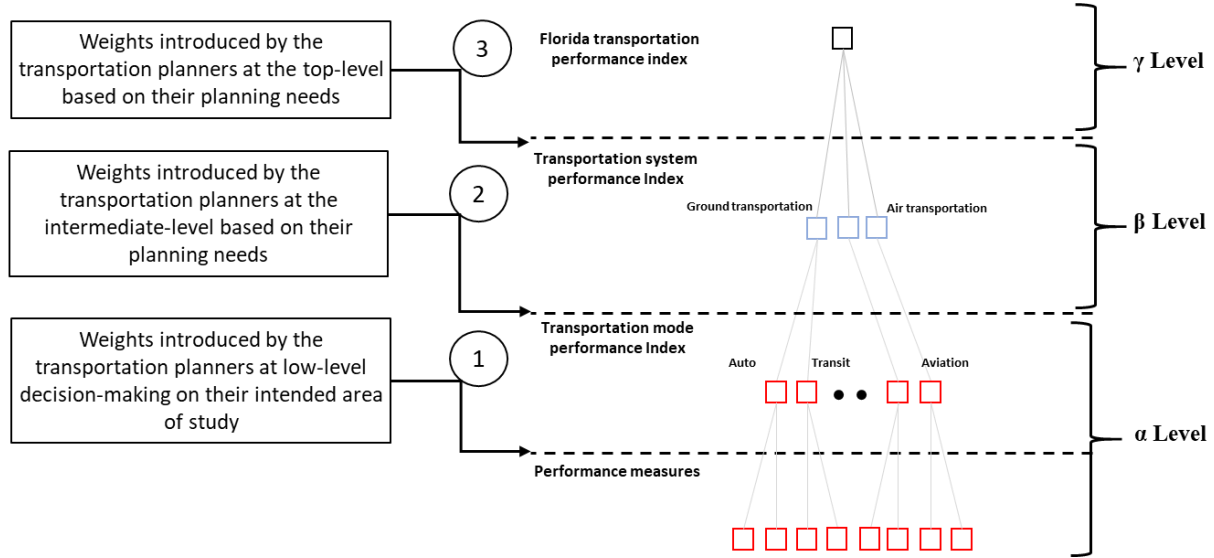 Weights introduced by the
transportation planners at the top-level
based on their planning needs
3
Florida transportation
performance index
γ Level
Weights introduced by the
transportation planners at the
intermediate-level based on their
planning needs
2
Transportation system
performance Index
Ground transportation
Air transportation
β Level
Weights introduced by the
transportation planners at low-level
decision-making on their intended area
of study
1
Transportation mode
performance Index
Auto
Transit
Aviation
Performance measures
α Level